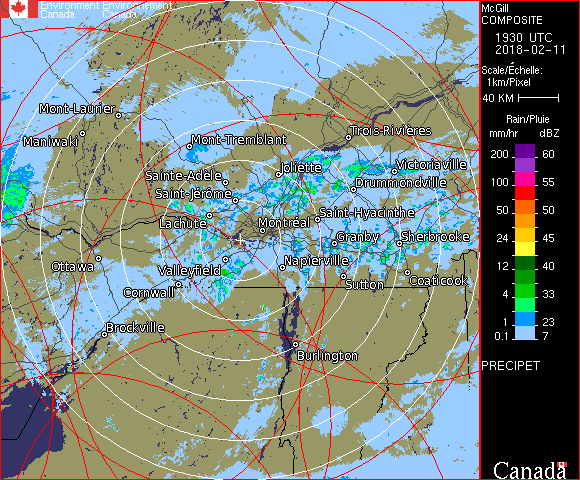 Environment Environnement
Canada Canada
McGill
COMPOSITE
1930 UTC
2018-02-11
Scale/Échelle:
1km/Pixel
40 KM
Rain/Pluie
mm/hr dBZ
200 60
100 55
50 50
50 50
24 45
12 40
4 33
1 23
0.1 7
PRECIPET
Canada
Mont-Laurier
Maniwaki
Mont-Tremblant
Trois-Rivières
Joliette
Victoriaville
Sainte-Adèle
Drummondville
Saint-Jérôme
Saint-Hyacinthe
Lachute
Montréal
Granby
Sherbrooke
Ottawa
Valleyfield
Napierville
Cornwall
Sutton
Coaticook
Brockville
Burlington